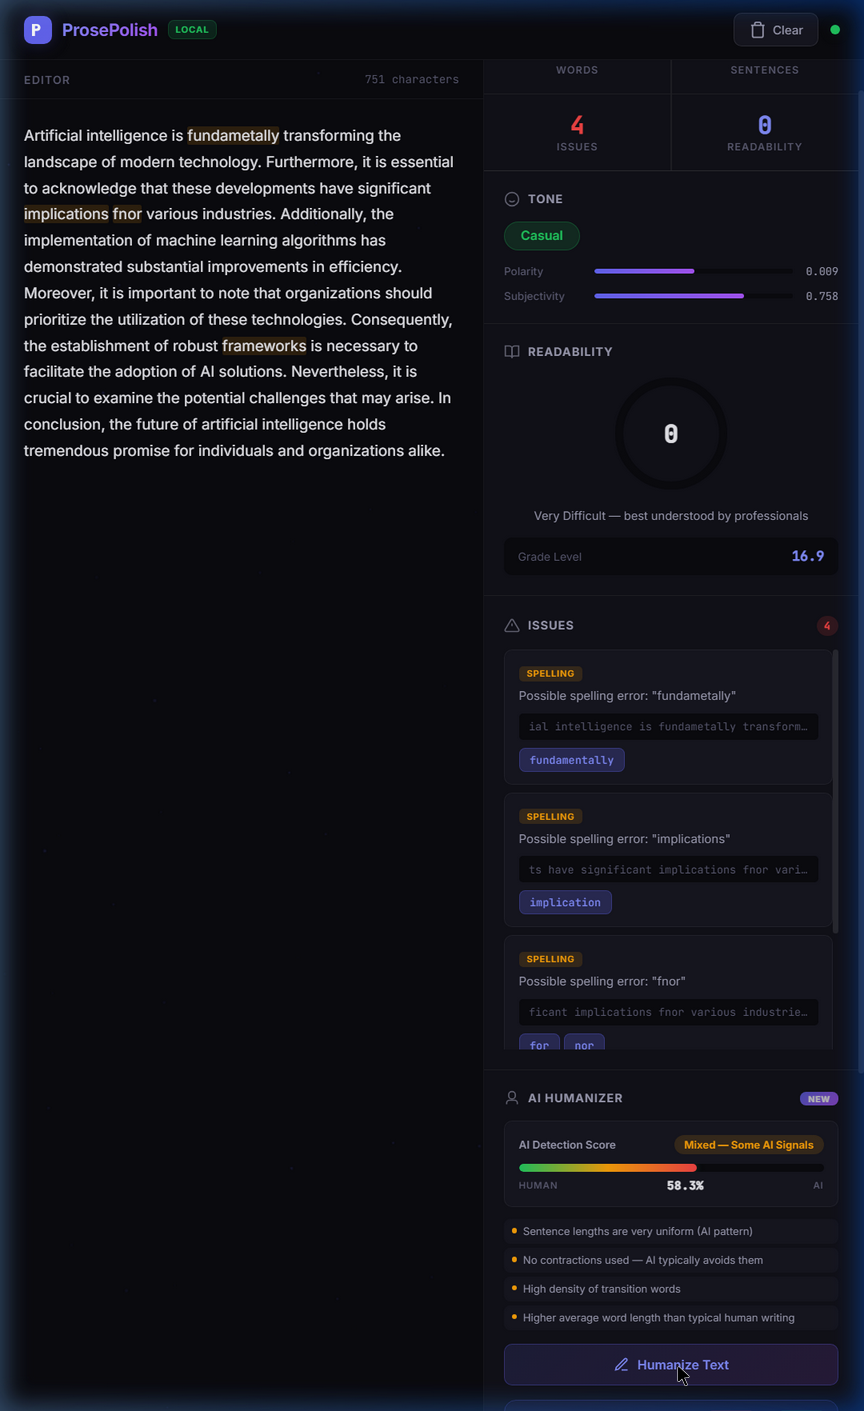 P ProsePolish LOCAL
Clear
EDITOR
751 characters
Artificial intelligence is fundametally transforming the
landscape of modern technology. Furthermore, it is essential
to acknowledge that these developments have significant
implications fnor various industries. Additionally, the
implementation of machine learning algorithms has
demonstrated substantial improvements in efficiency.
Moreover, it is important to note that organizations should
prioritize the utilization of these technologies. Consequently,
the establishment of robust frameworks is necessary to
facilitate the adoption of AI solutions. Nevertheless, it is
crucial to examine the potential challenges that may arise. In
conclusion, the future of artificial intelligence holds
tremendous promise for individuals and organizations alike.
WORDS
SENTENCES
4
ISSUES
0
READABILITY
TONE
Casual
Polarity 0.009
Subjectivity 0.758
READABILITY
0
Very Difficult — best understood by professionals
Grade Level 16.9
ISSUES 4
SPELLING
Possible spelling error: "fundametally"
ial intelligence is fundametally transform…
fundamentally
SPELLING
Possible spelling error: "implications"
ts have significant implications fnor vari…
implication
SPELLING
Possible spelling error: "fnor"
ficant implications fnor various industrie…
for nor
AI HUMANIZER NEW
AI Detection Score Mixed — Some AI Signals
HUMAN 58.3% AI
Sentence lengths are very uniform (AI pattern)
No contractions used — AI typically avoids them
High density of transition words
Higher average word length than typical human writing
Humanize Text